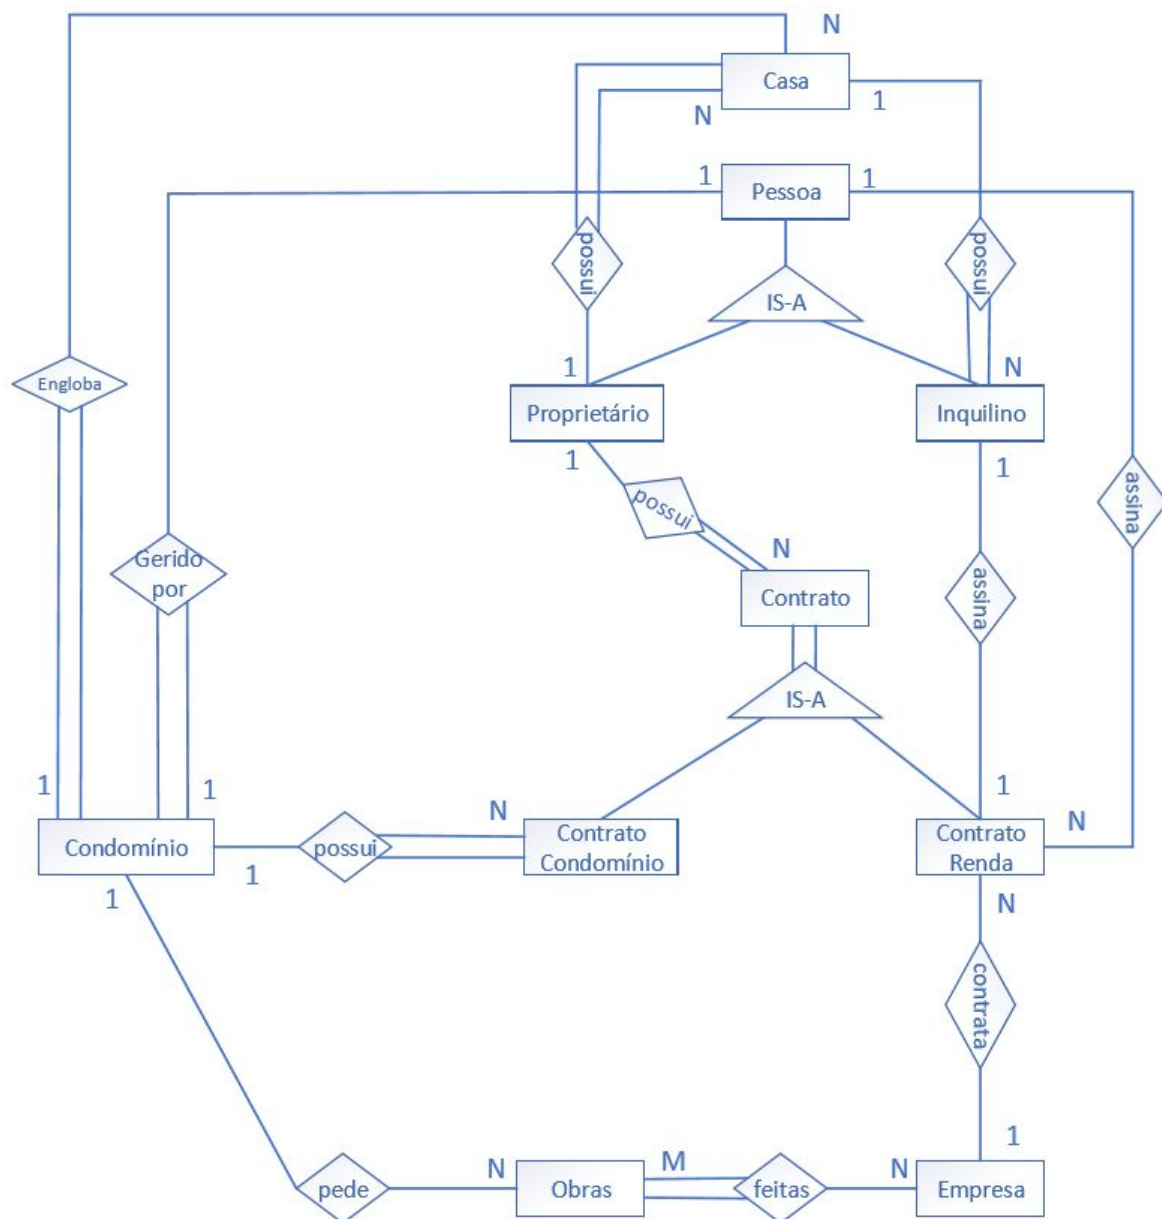 N
Casa
1
N
1
Pessoa
1
possui
possui
IS-A
Engloba
1
N
Proprietário
Inquilino
1
1
possui
assina
N
Gerido
por
Contrato
assina
IS-A
1
1
N
1
Condomínio
1
possui
Contrato
Condomínio
Contrato
Renda
N
1
N
contrata
1
pede
N
Obras
M
feitas
N
Empresa